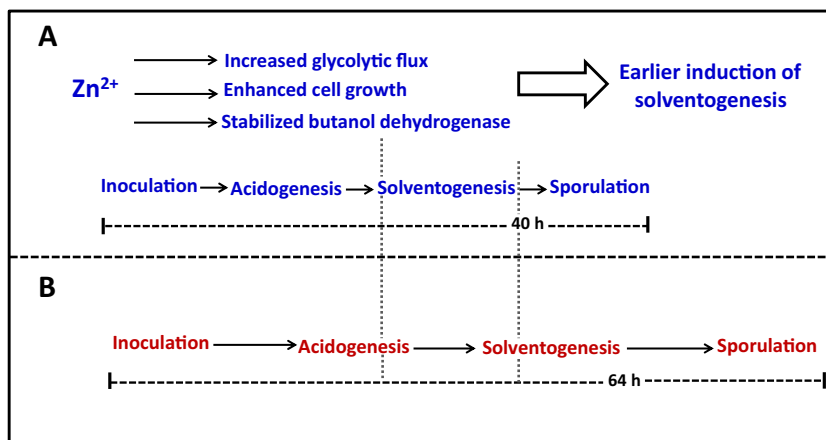 A
Zn²⁺
Increased glycolytic flux
Enhanced cell growth
Stabilized butanol dehydrogenase
Earlier induction of
solventogenesis
Inoculation Acidogenesis Solventogenesis Sporulation
40 h
B
Inoculation Acidogenesis Solventogenesis Sporulation
64 h